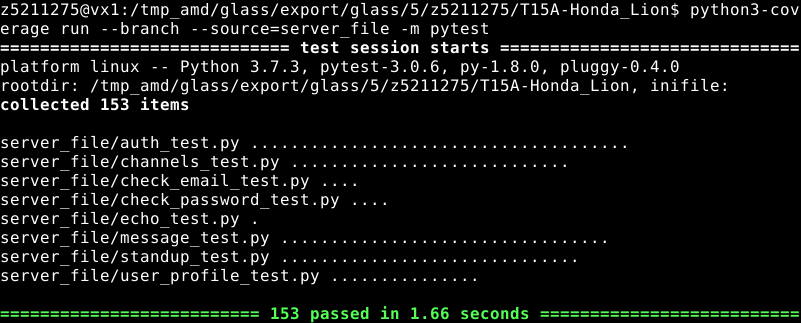 z5211275@vx1:/tmp_amd/glass/export/glass/5/z5211275/T15A-Honda_Lion$ python3-cov
erage run --branch --source=server_file -m pytest
============================= test session starts ==============================
platform linux -- Python 3.7.3, pytest-3.0.6, py-1.8.0, pluggy-0.4.0
rootdir: /tmp_amd/glass/export/glass/5/z5211275/T15A-Honda_Lion, inifile:
collected 153 items
server_file/auth_test.py ......................................
server_file/channels_test.py ............................
server_file/check_email_test.py ....
server_file/check_password_test.py ....
server_file/echo_test.py .
server_file/message_test.py .................................
server_file/standup_test.py ..............................
server_file/user_profile_test.py ...............
========================== 153 passed in 1.66 seconds ==========================